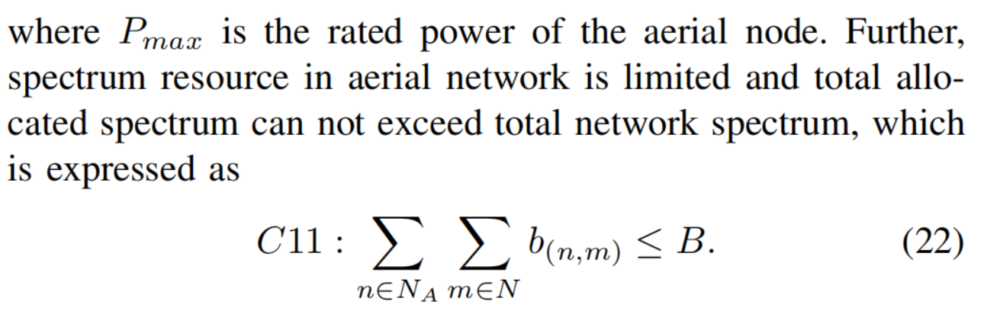 where P_{max} is the rated power of the aerial node. Further,
spectrum resource in aerial network is limited and total allo-
cated spectrum can not exceed total network spectrum, which
is expressed as
C11 : \sum_{n \in N_A} \sum_{m \in N} b_{(n,m)} \leq B. (22)